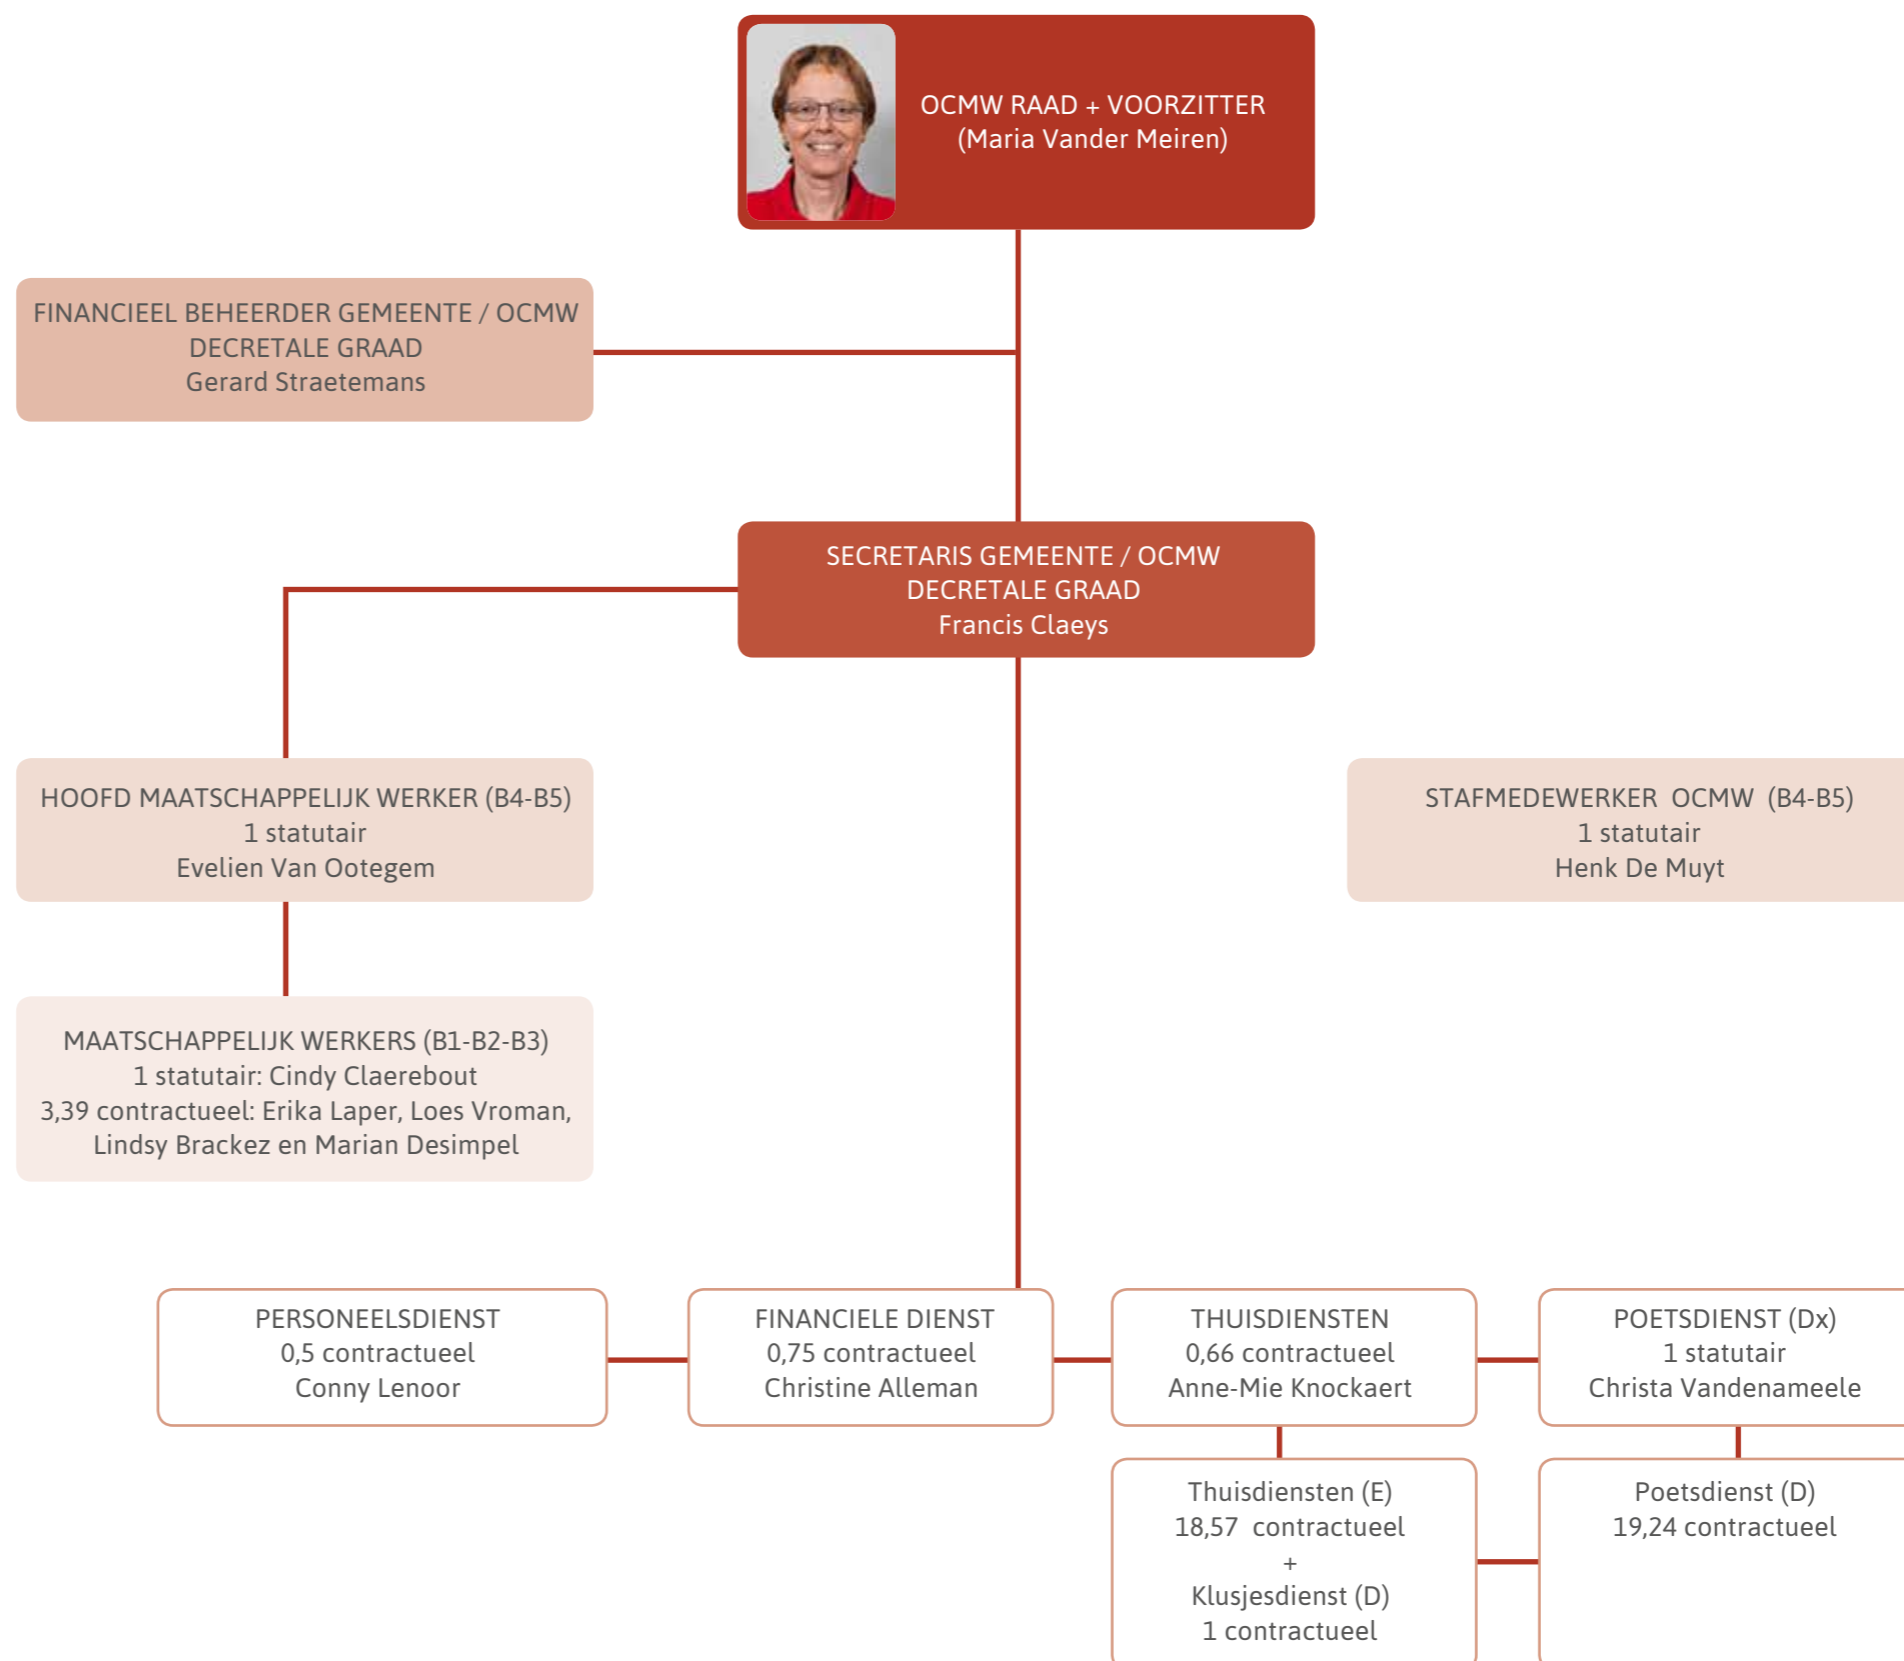 OCMW RAAD + VOORZITTER
(Maria Vander Meiren)
FINANCIEEL BEHEERDER GEMEENTE / OCMW
DECRETALE GRAAD
Gerard Straetemans
SECRETARIS GEMEENTE / OCMW
DECRETALE GRAAD
Francis Claeys
HOOFD MAATSCHAPPELIJK WERKER (B4-B5)
1 statutair
Evelien Van Ootegem
STAFMEDEWERKER OCMW (B4-B5)
1 statutair
Henk De Muyt
MAATSCHAPPELIJK WERKERS (B1-B2-B3)
1 statutair: Cindy Claerebout
3,39 contractueel: Erika Laper, Loes Vroman,
Lindsy Brackez en Marian Desimpel
PERSONEELSDIENST
0,5 contractueel
Conny Lenoor
FINANCIELE DIENST
0,75 contractueel
Christine Alleman
THUISDIENSTEN
0,66 contractueel
Anne-Mie Knockaert
POETSDIENST (Dx)
1 statutair
Christa Vandenameele
Thuisdiensten (E)
18,57 contractueel
+
Klusjesdienst (D)
1 contractueel
Poetsdienst (D)
19,24 contractueel